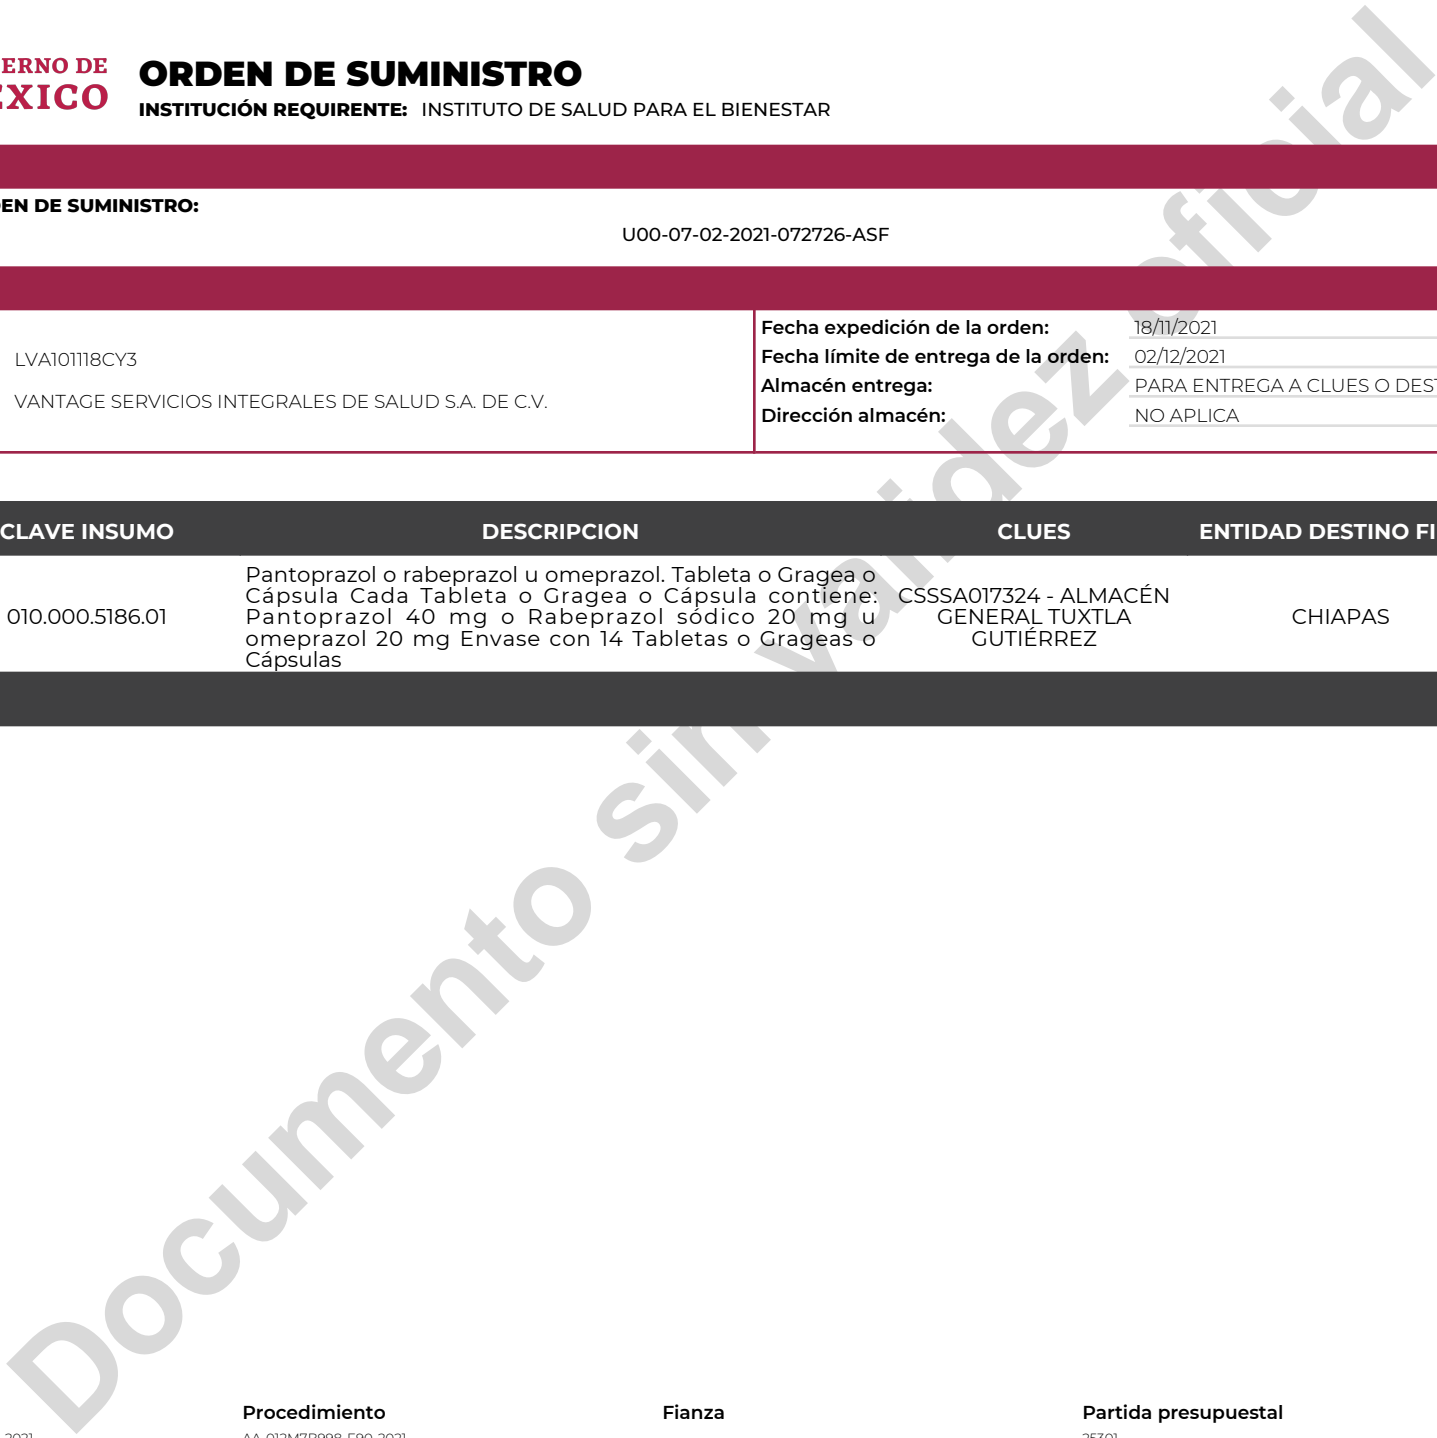 ERNO DE
ÉXICO
ORDEN DE SUMINISTRO
INSTITUCIÓN REQUIRENTE: INSTITUTO DE SALUD PARA EL BIENESTAR
EN DE SUMINISTRO:
U00-07-02-2021-072726-ASF
LVA101118CY3
VANTAGE SERVICIOS INTEGRALES DE SALUD S.A. DE C.V.
Fecha expedición de la orden: 18/11/2021
Fecha límite de entrega de la orden: 02/12/2021
Almacén entrega: PARA ENTREGA A CLUES O DEST
Dirección almacén: NO APLICA
CLAVE INSUMO DESCRIPCION CLUES ENTIDAD DESTINO FI
010.000.5186.01
Pantoprazol o rabeprazol u omeprazol. Tableta o Gragea o
Cápsula Cada Tableta o Gragea o Cápsula contiene:
Pantoprazol 40 mg o Rabeprazol sódico 20 mg u
omeprazol 20 mg Envase con 14 Tabletas o Grageas o
Cápsulas
CSSSA017324 - ALMACÉN
GENERAL TUXTLA
GUTIÉRREZ
CHIAPAS
Documento sin validez oficial
Procedimiento Fianza Partida presupuestal